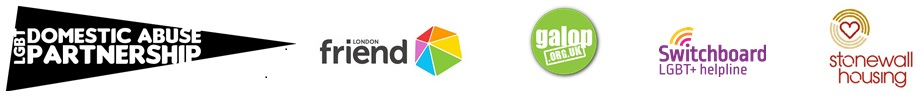 LGBT
DOMESTIC ABUSE
PARTNERSHIP
LONDON
friend
galop
.ORG.UK
Switchboard
LGBT+ helpline
stonewall
housing